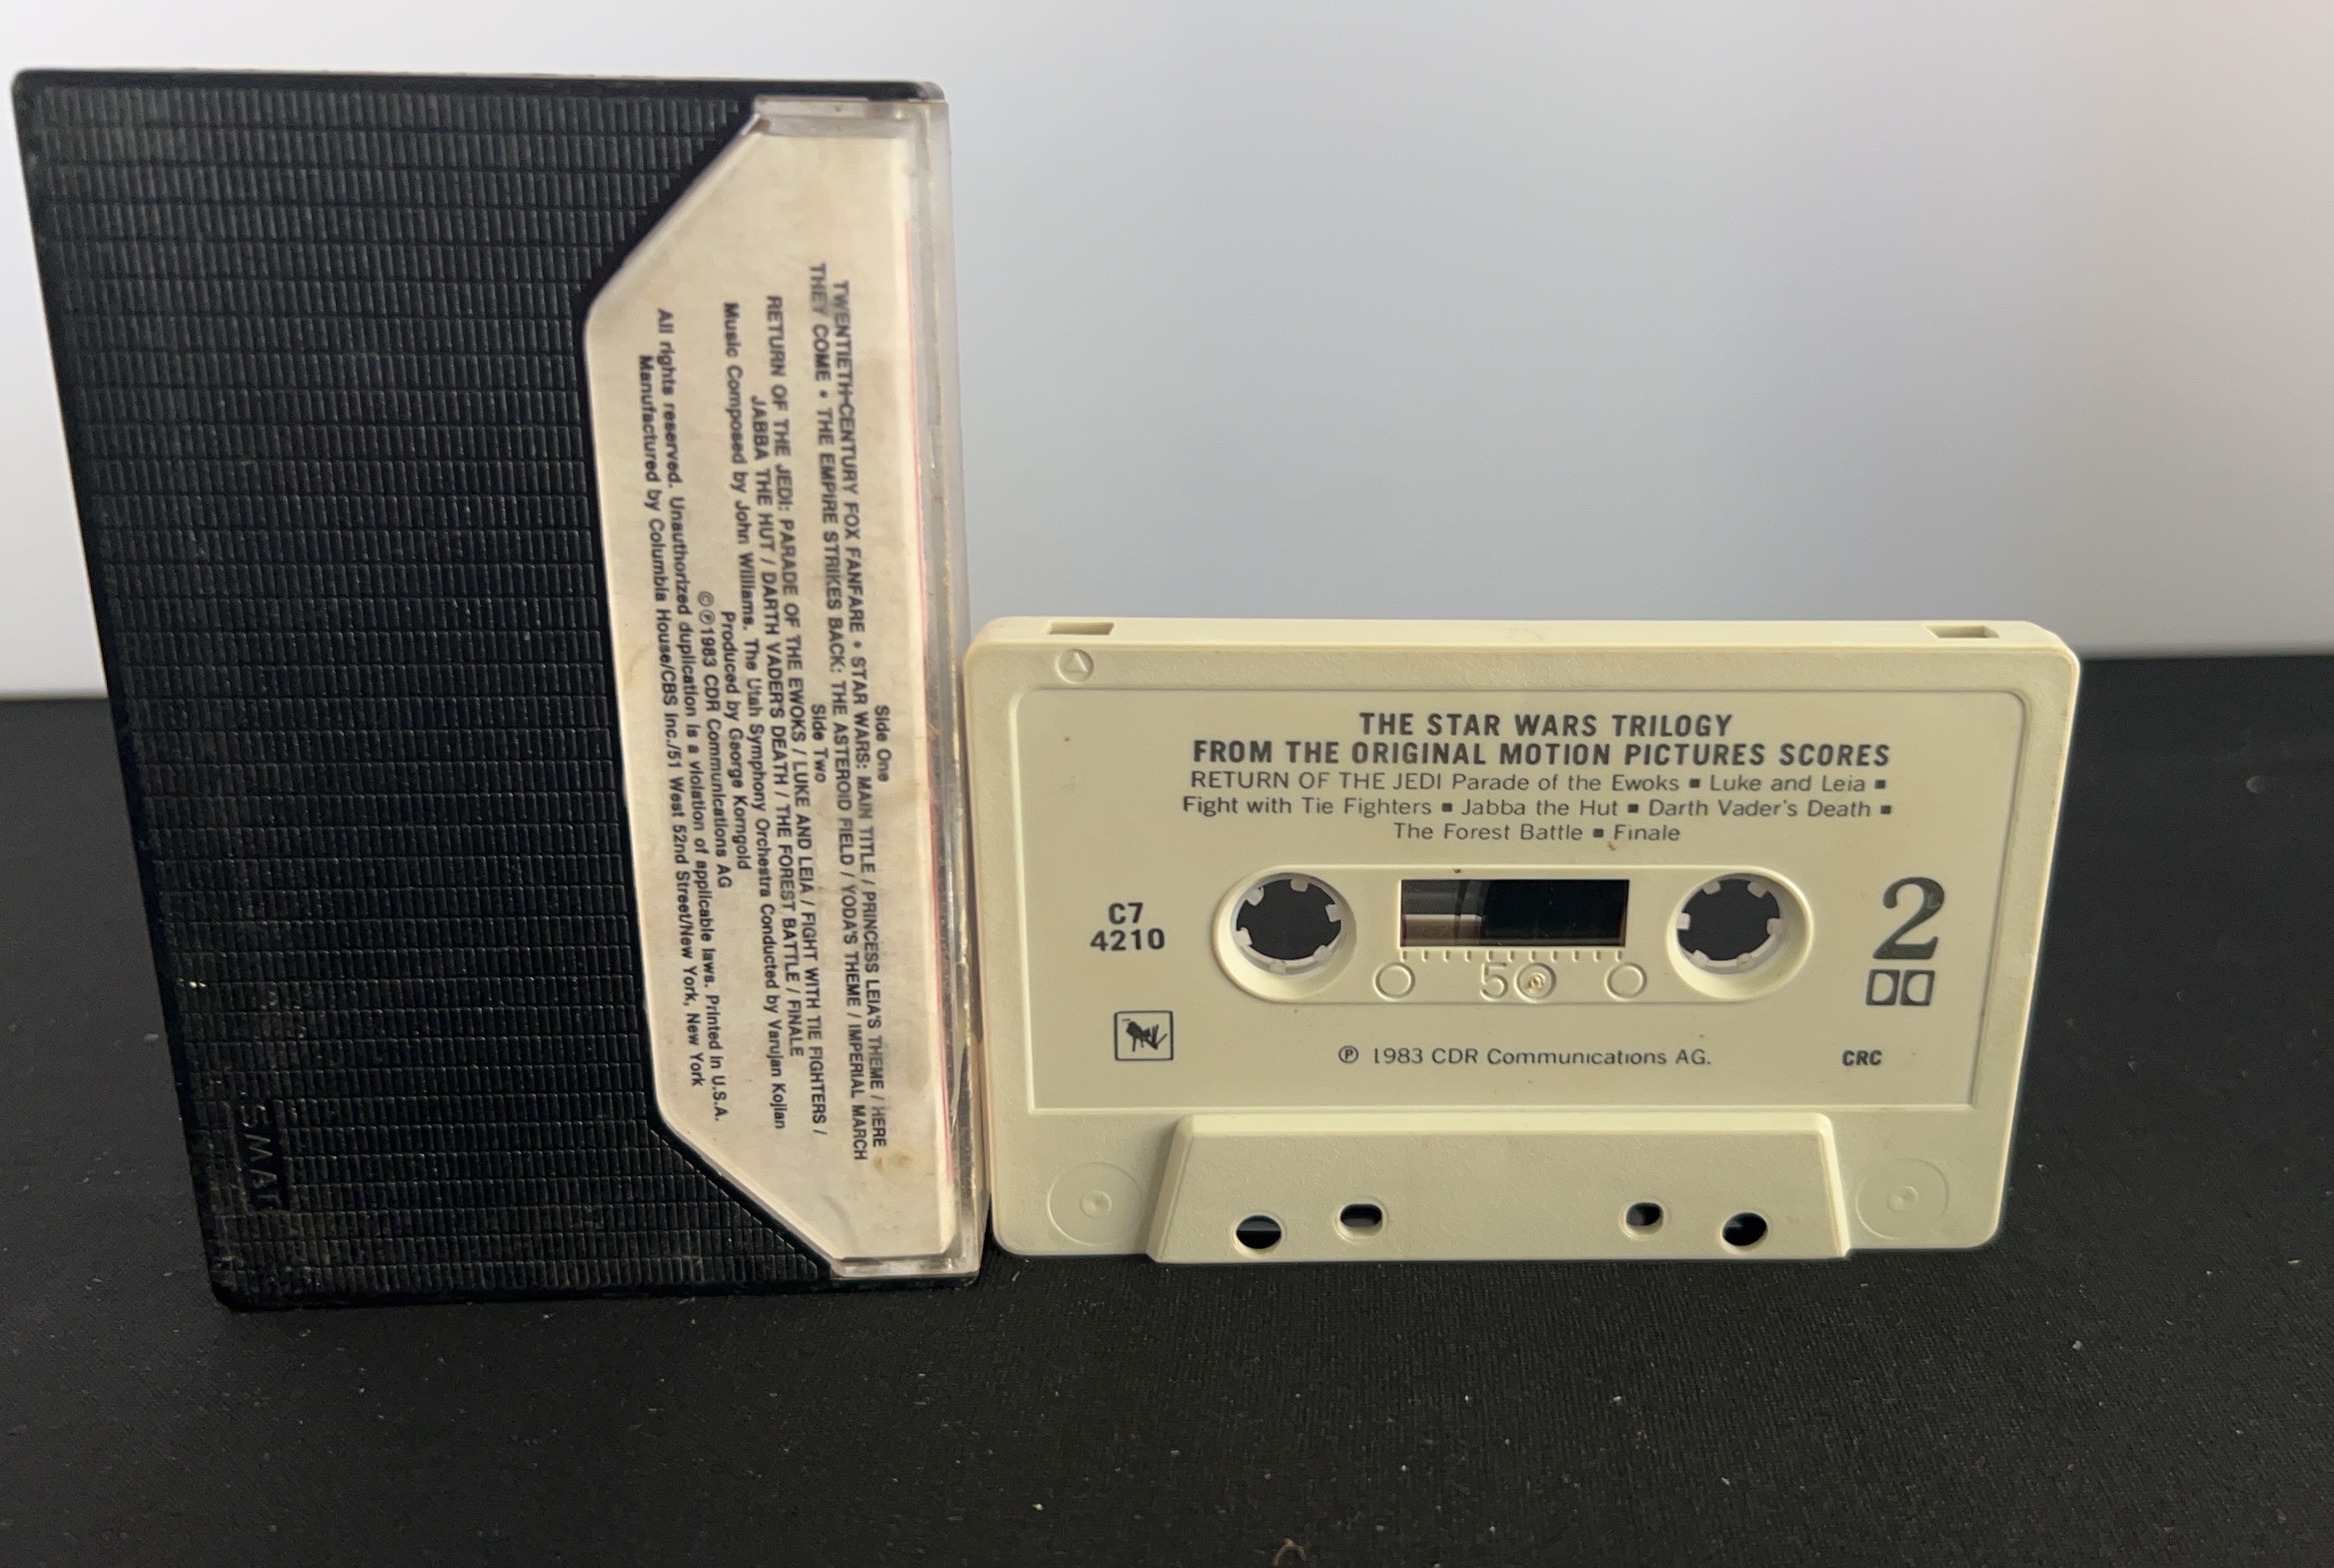 Side One
TWENTIETH-CENTURY FOX FANFARE • STAR WARS: MAIN TITLE / PRINCESS LEIA'S THEME / HERE
THEY COME • THE EMPIRE STRIKES BACK: THE ASTEROID FIELD / YODA'S THEME / IMPERIAL MARCH
Side Two
RETURN OF THE JEDI: PARADE OF THE EWOKS / LUKE AND LEIA / FIGHT WITH TIE FIGHTERS /
JABBA THE HUT / DARTH VADER'S DEATH / THE FOREST BATTLE / FINALE
Music Composed by John Williams. The Utah Symphony Orchestra Conducted by Varujan Kojian
Produced by George Korngold
©℗1983 CDR Communications AG
All rights reserved. Unauthorized duplication is a violation of applicable laws. Printed in U.S.A.
Manufactured by Columbia House/CBS Inc./51 West 52nd Street/New York, New York
THE STAR WARS TRILOGY
FROM THE ORIGINAL MOTION PICTURES SCORES
RETURN OF THE JEDI Parade of the Ewoks ■ Luke and Leia ■
Fight with Tie Fighters ■ Jabba the Hut ■ Darth Vader's Death ■
The Forest Battle ■ Finale
C7
4210
2
50
℗ 1983 CDR Communications AG.
CRC